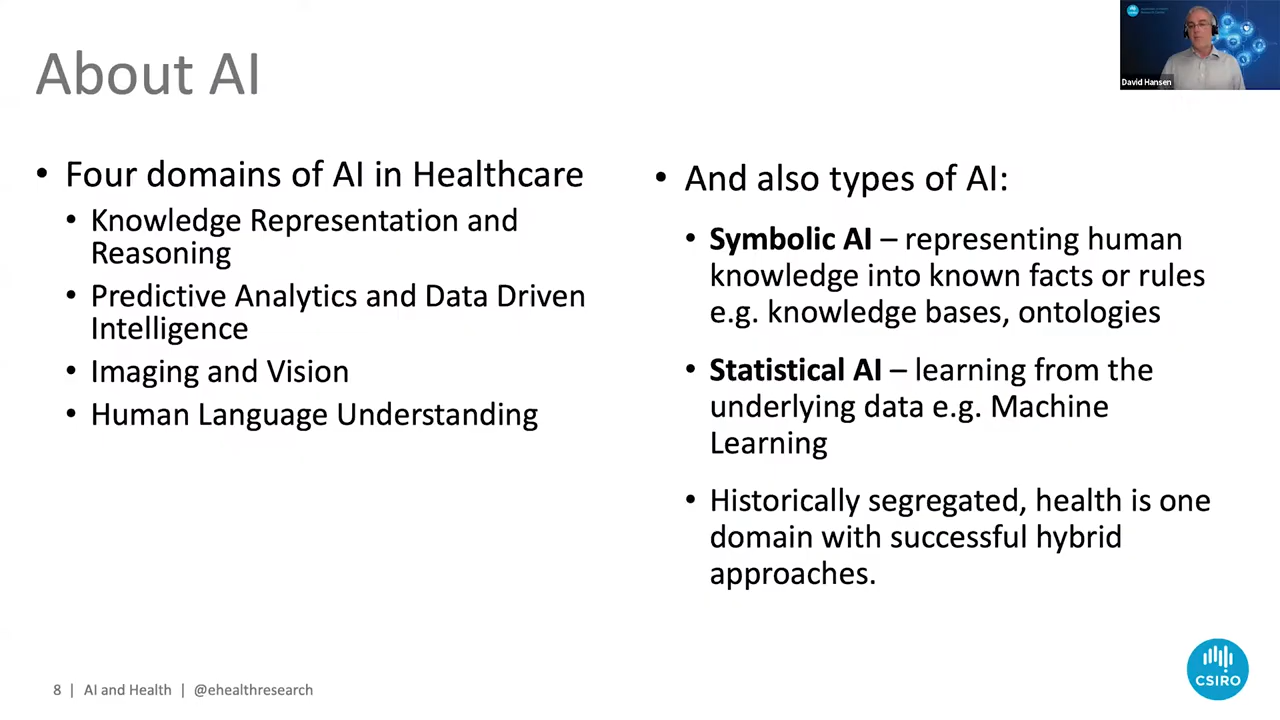 About AI
• Four domains of AI in Healthcare
• Knowledge Representation and
Reasoning
• Predictive Analytics and Data Driven
Intelligence
• Imaging and Vision
• Human Language Understanding
• And also types of AI:
• Symbolic AI – representing human
knowledge into known facts or rules
e.g. knowledge bases, ontologies
• Statistical AI – learning from the
underlying data e.g. Machine
Learning
• Historically segregated, health is one
domain with successful hybrid
approaches.
David Hansen
8 | AI and Health | @ehealthresearch
CSIRO